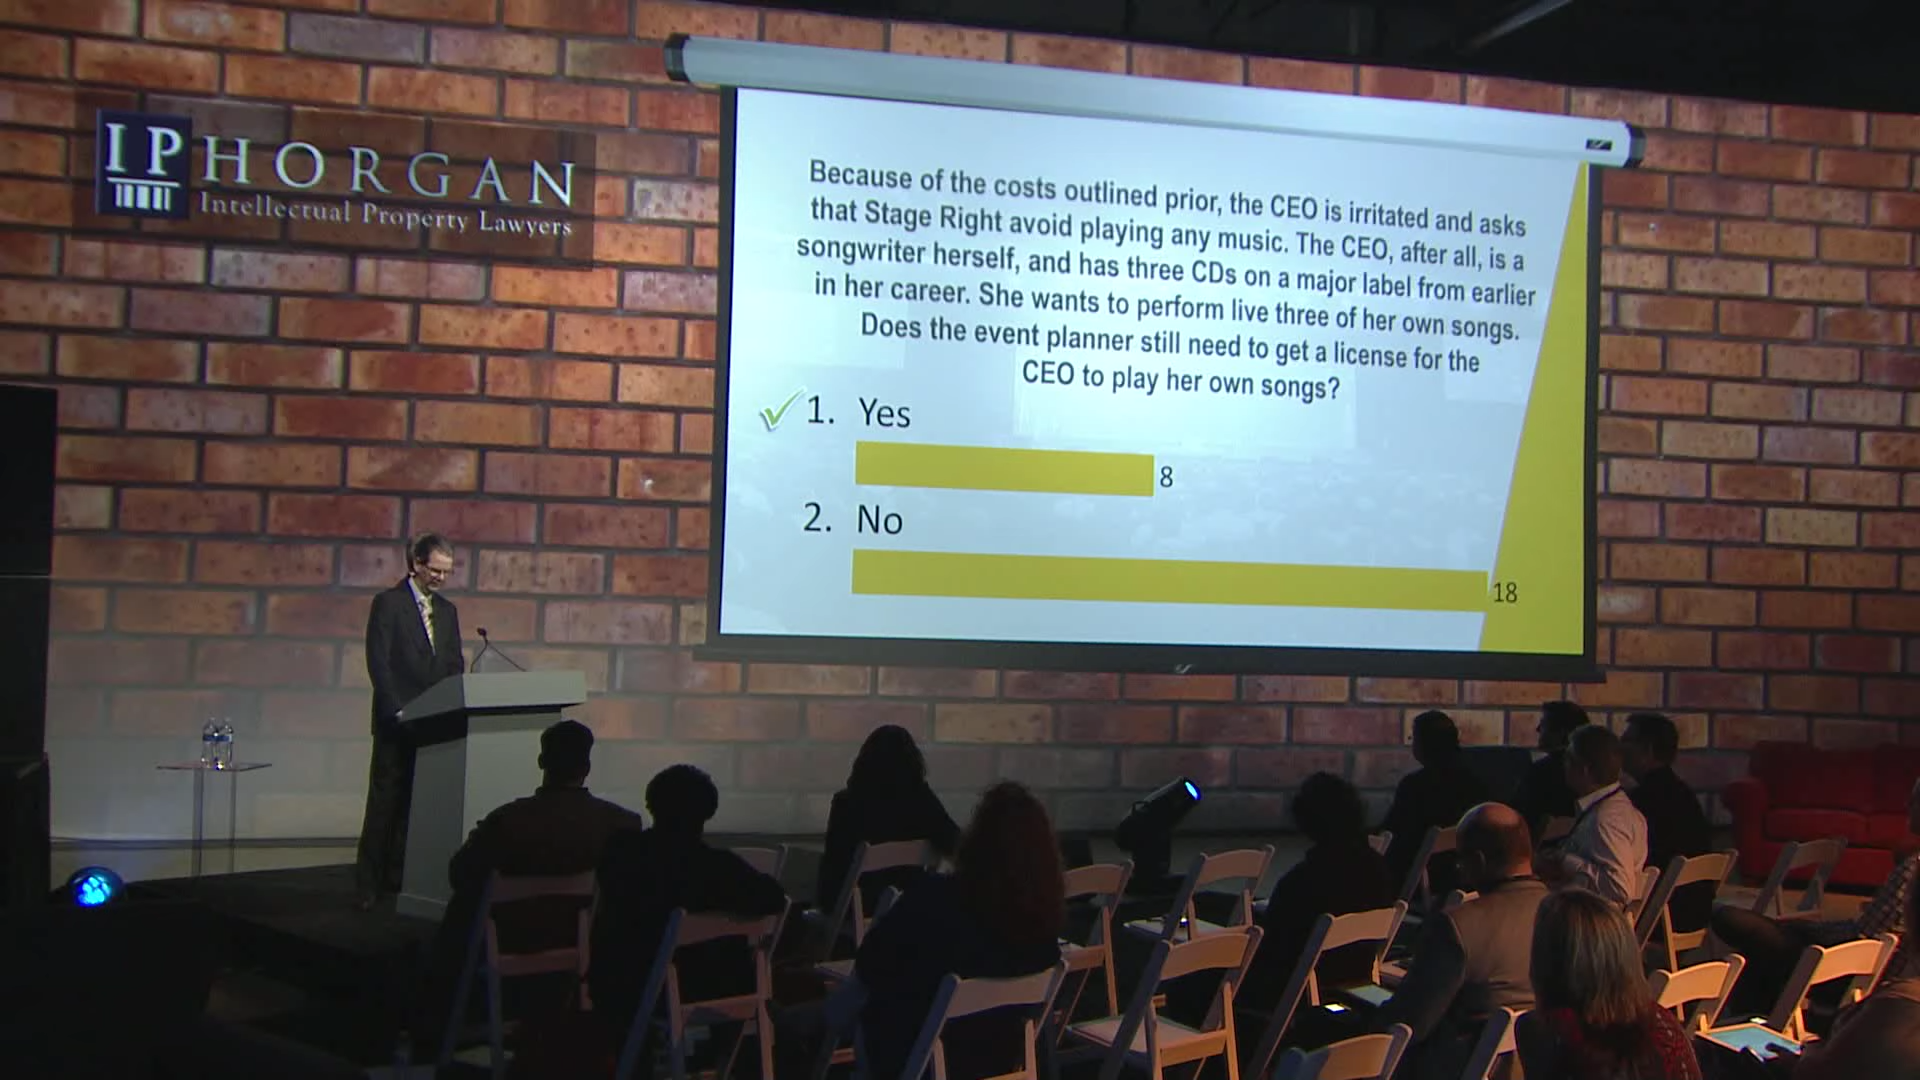 IPHORGAN
Intellectual Property Lawyers
Because of the costs outlined prior, the CEO is irritated and asks
that Stage Right avoid playing any music. The CEO, after all, is a
songwriter herself, and has three CDs on a major label from earlier
in her career. She wants to perform live three of her own songs.
Does the event planner still need to get a license for the
CEO to play her own songs?
1. Yes
8
2. No
18